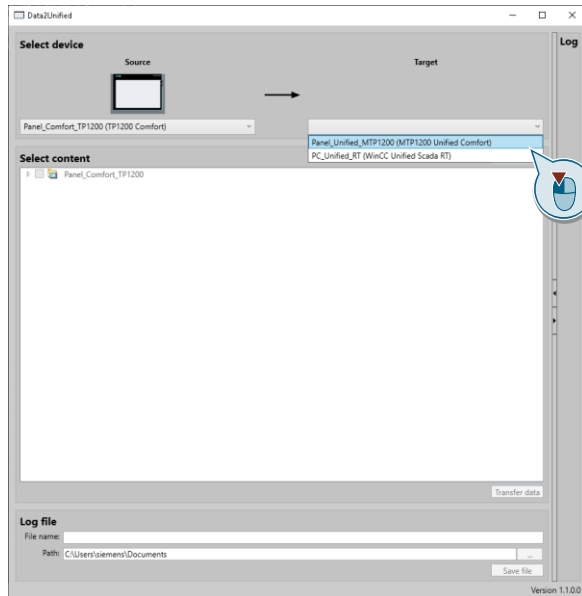 Data2Unified
Log
Select device
Source
Target
Panel_Comfort_TP1200 (TP1200 Comfort)
Panel_Unified_MTP1200 (MTP1200 Unified Comfort)
PC_Unified_RT (WinCC Unified Scada RT)
Select content
Panel_Comfort_TP1200
Transfer data
Log file
File name:
Path: C:\Users\siemens\Documents
...
Save file
Version 1.1.0.0